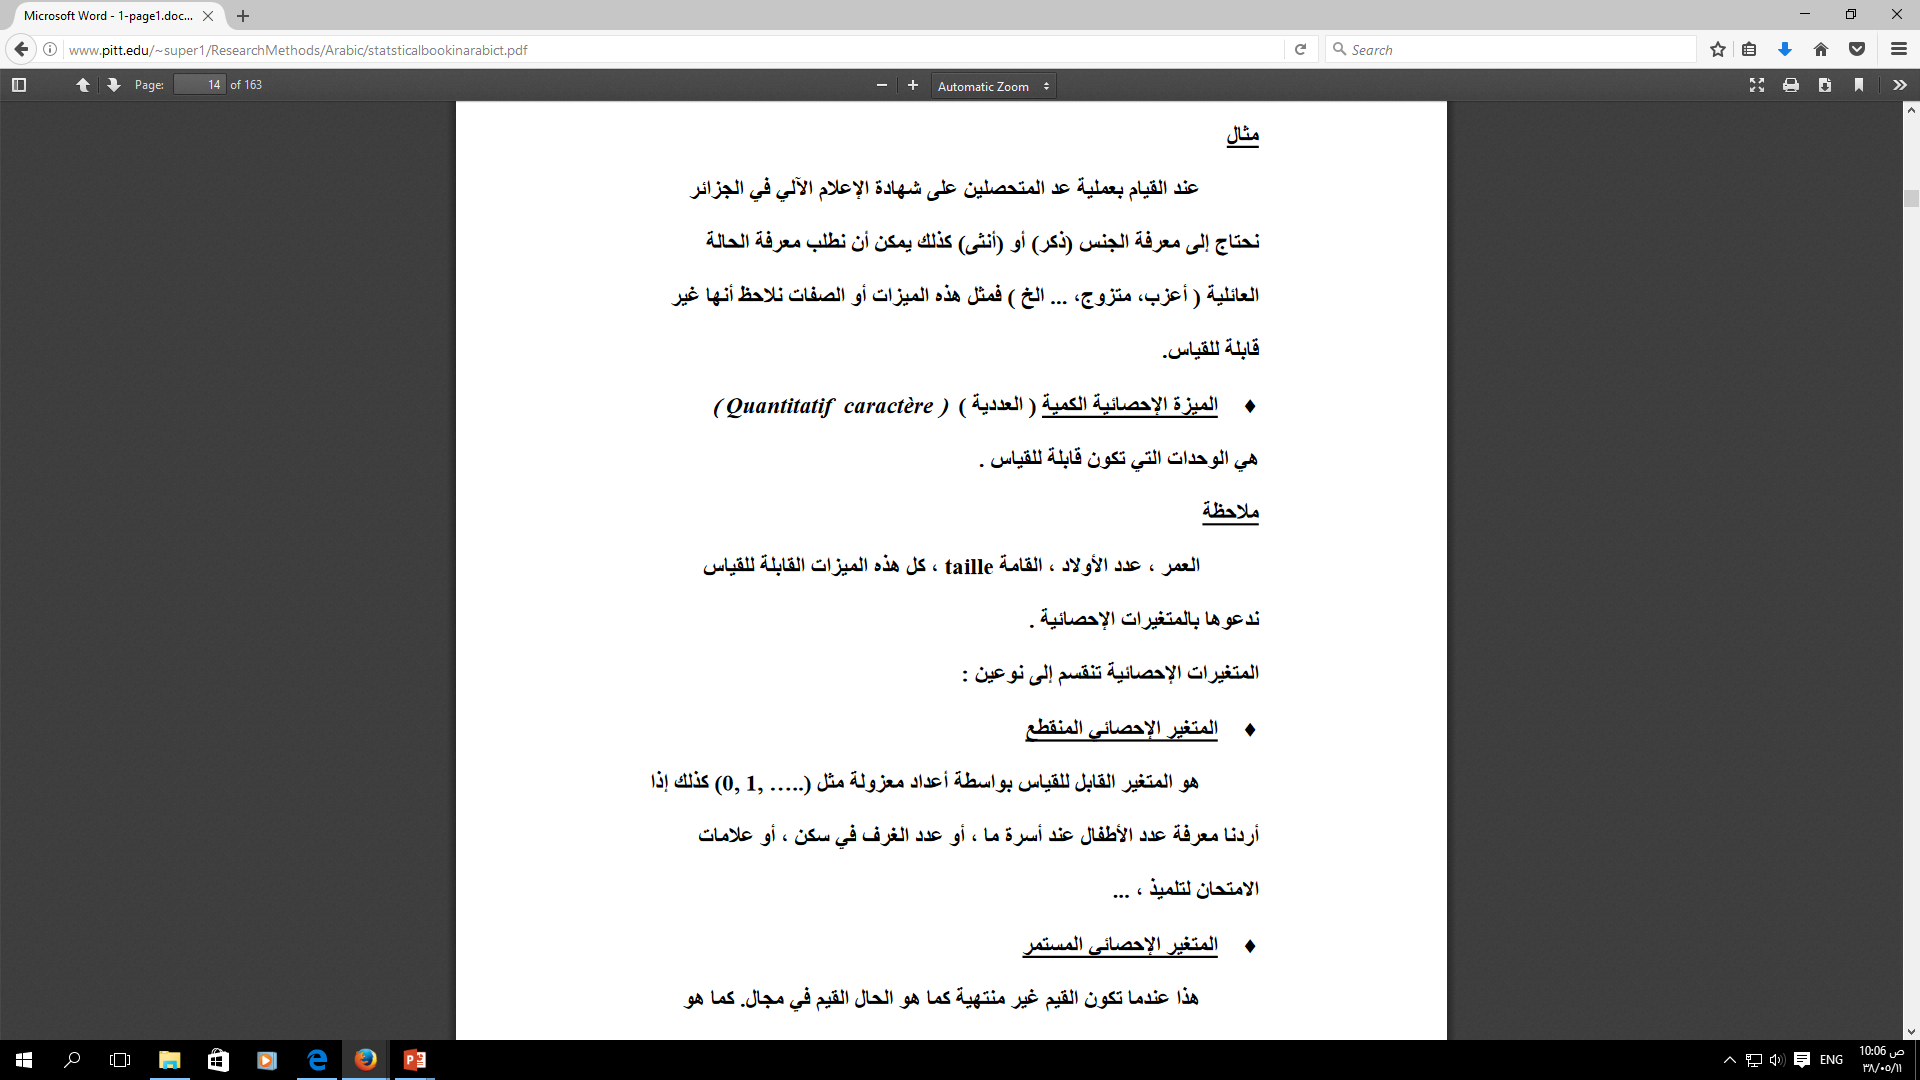 Microsoft Word - 1-page1.doc...
www.pitt.edu/~super1/ResearchMethods/Arabic/statsticalbookinarabict.pdf
Search
Page: 14 of 163
Automatic Zoom
مثال
عند القيام بعملية عد المتحصلين على شهادة الإعلام الآلي في الجزائر
نحتاج إلى معرفة الجنس (ذكر) أو (أنثى) كذلك يمكن أن نطلب معرفة الحالة
العائلية ( أعزب، متزوج، ... الخ ) فمثل هذه الميزات أو الصفات نلاحظ أنها غير
قابلة للقياس.
♦ الميزة الإحصائية الكمية ( العددية ) ( Quantitatif caractère )
هي الوحدات التي تكون قابلة للقياس .
ملاحظة
العمر ، عدد الأولاد ، القامة taille ، كل هذه الميزات القابلة للقياس
ندعوها بالمتغيرات الإحصائية .
المتغيرات الإحصائية تنقسم إلى نوعين :
♦ المتغير الإحصائي المنقطع
هو المتغير القابل للقياس بواسطة أعداد معزولة مثل (0, 1, …..) كذلك إذا
أردنا معرفة عدد الأطفال عند أسرة ما ، أو عدد الغرف في سكن ، أو علامات
الامتحان لتلميذ ، ...
♦ المتغير الإحصائي المستمر
هذا عندما تكون القيم غير منتهية كما هو الحال القيم في مجال. كما هو
ENG
10:06 ص
٣٨/٠٥/١١